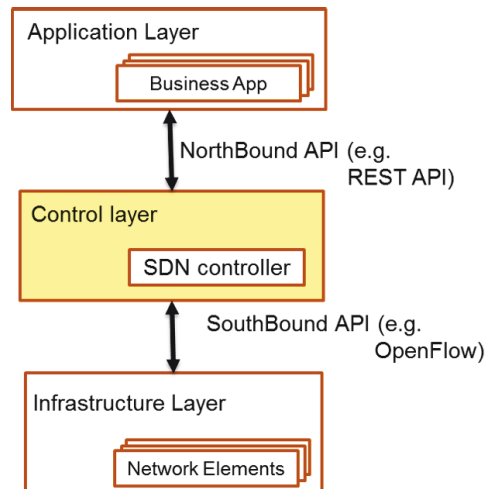 Application Layer
Business App
NorthBound API (e.g.
REST API)
Control layer
SDN controller
SouthBound API (e.g.
OpenFlow)
Infrastructure Layer
Network Elements